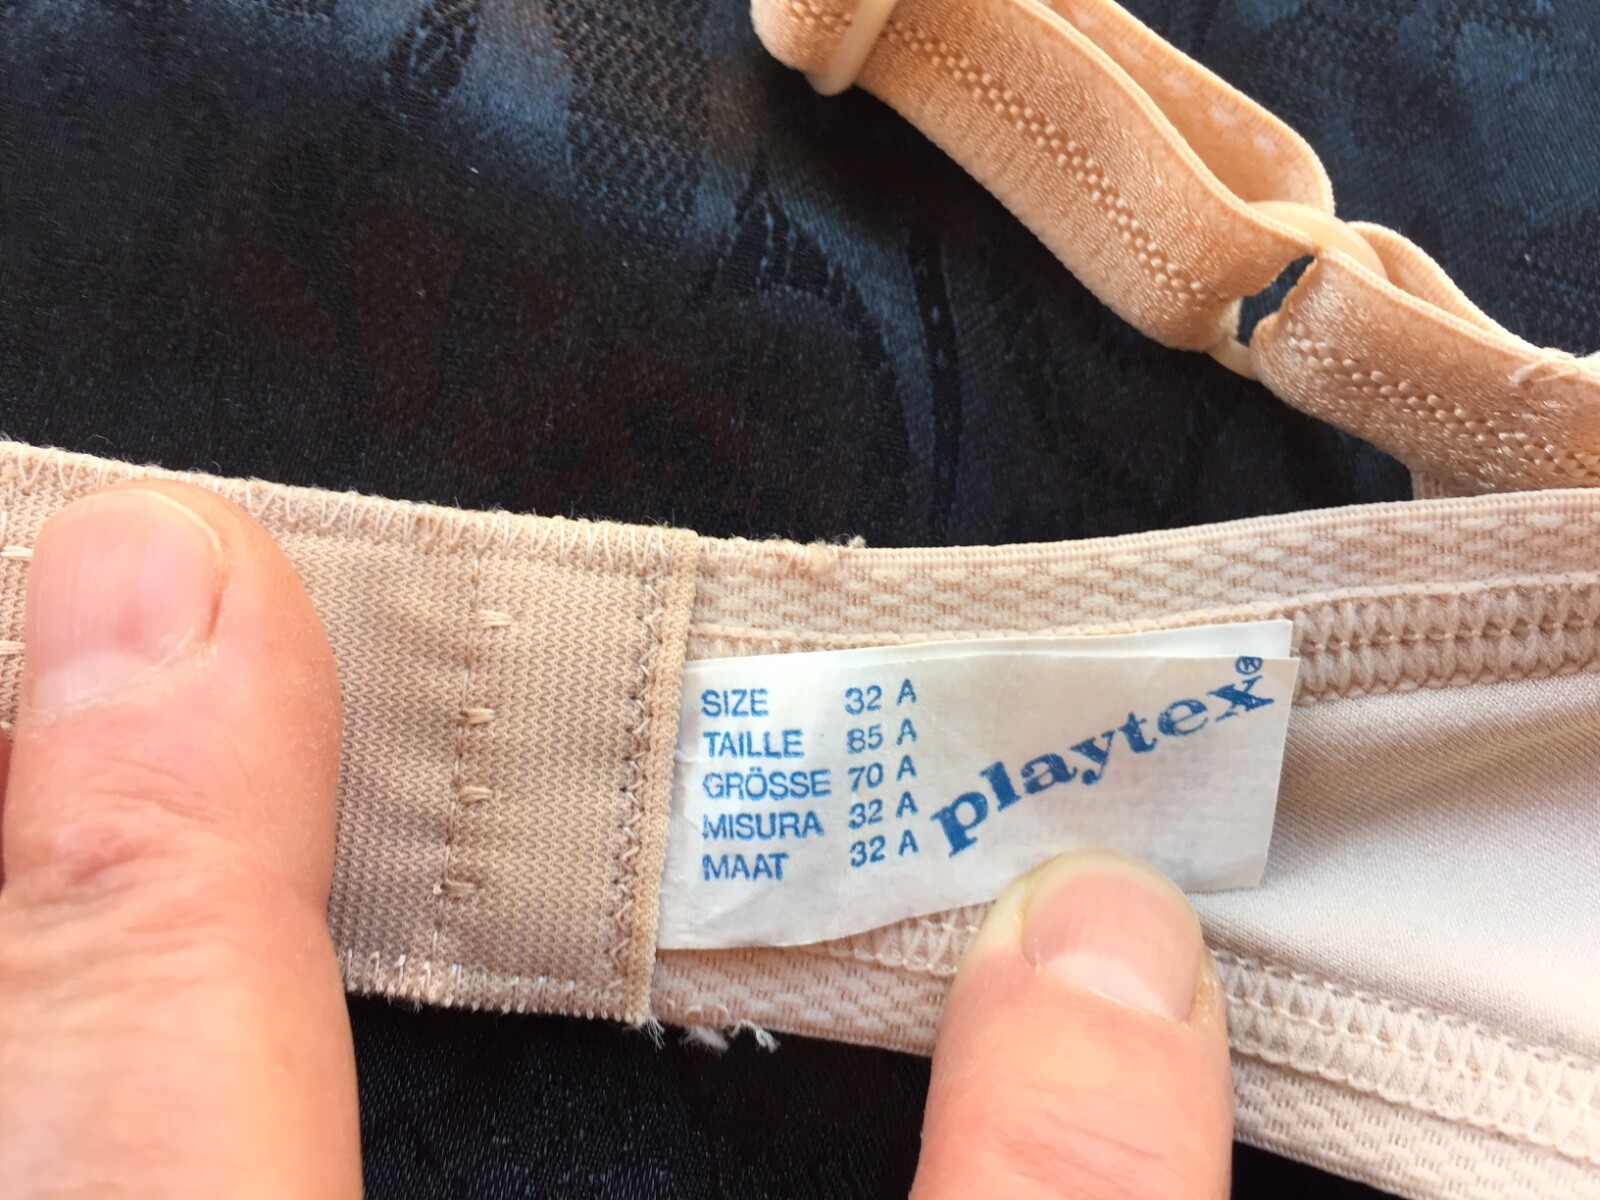 SIZE 32 A
TAILLE 85 A
GRÖSSE 70 A
MISURA 32 A
MAAT 32 A
playtex®